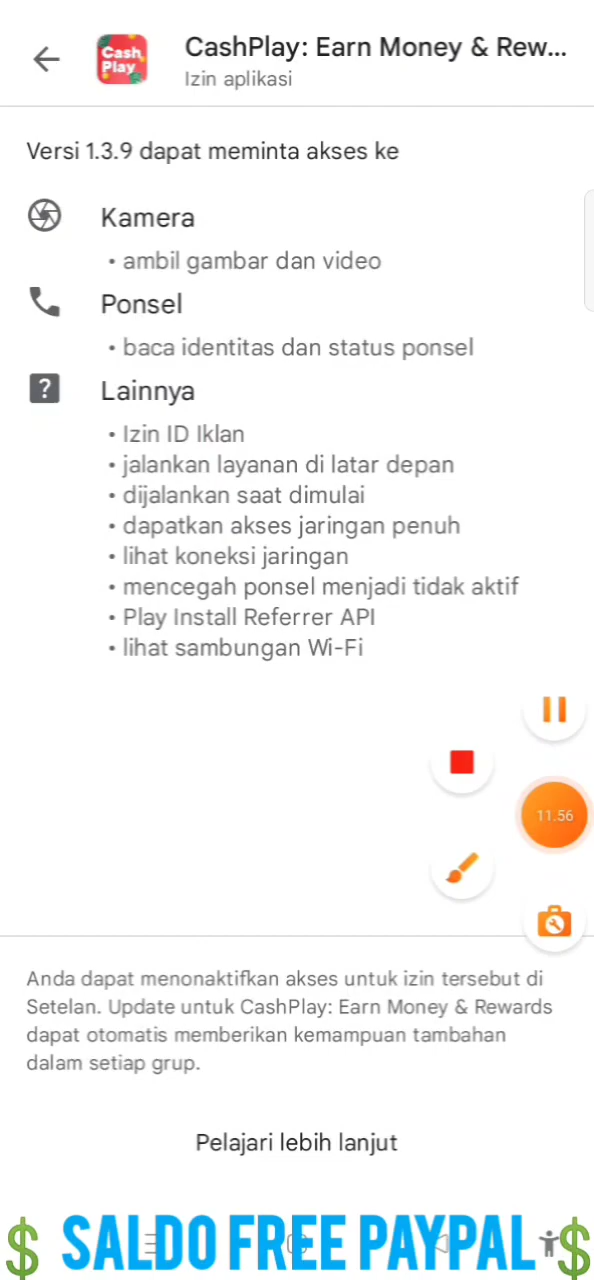 Cash
Play
CashPlay: Earn Money & Rew...
Izin aplikasi
Versi 1.3.9 dapat meminta akses ke
Kamera
• ambil gambar dan video
Ponsel
• baca identitas dan status ponsel
?
Lainnya
• Izin ID Iklan
• jalankan layanan di latar depan
• dijalankan saat dimulai
• dapatkan akses jaringan penuh
• lihat koneksi jaringan
• mencegah ponsel menjadi tidak aktif
• Play Install Referrer API
• lihat sambungan Wi-Fi
11.56
Anda dapat menonaktifkan akses untuk izin tersebut di
Setelan. Update untuk CashPlay: Earn Money & Rewards
dapat otomatis memberikan kemampuan tambahan
dalam setiap grup.
Pelajari lebih lanjut
$ SALDO FREE PAYPAL $